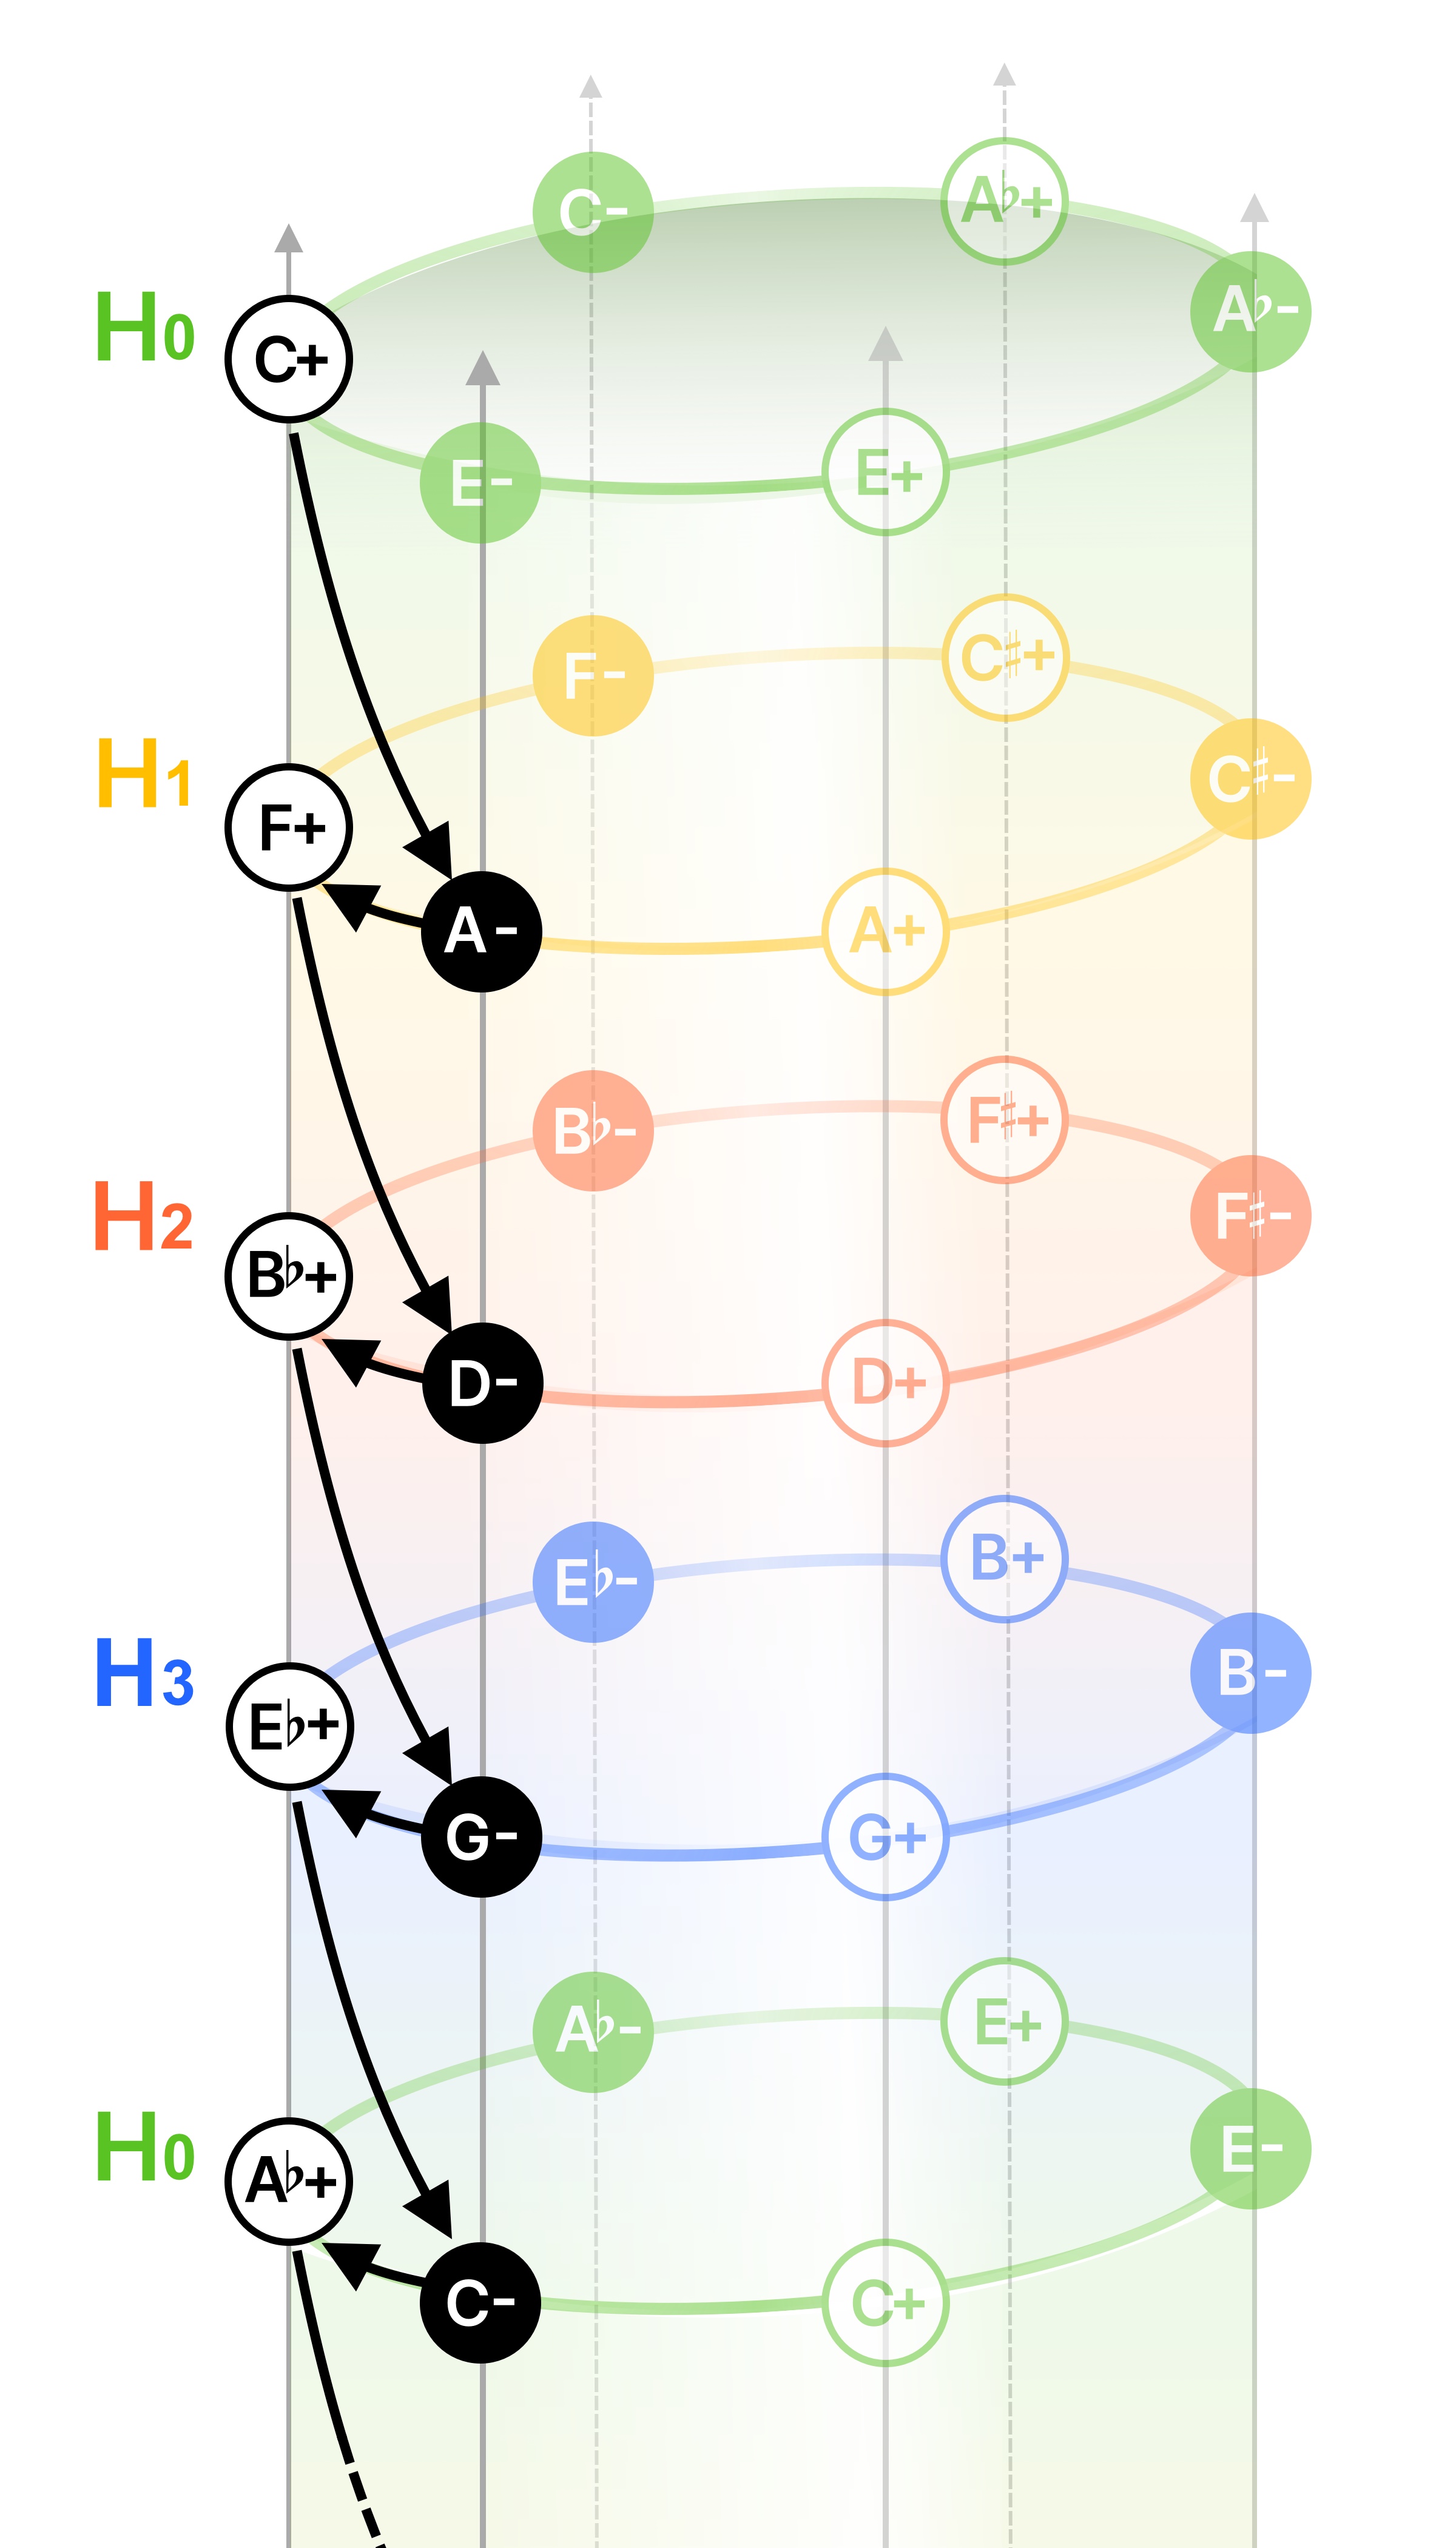 C-
A♭+
H0
C+
A♭-
E-
E+
F-
C♯+
H1
F+
C♯-
A-
A+
B♭-
F♯+
H2
B♭+
F♯-
D-
D+
E♭-
B+
H3
E♭+
B-
G-
G+
A♭-
E+
H0
A♭+
E-
C-
C+